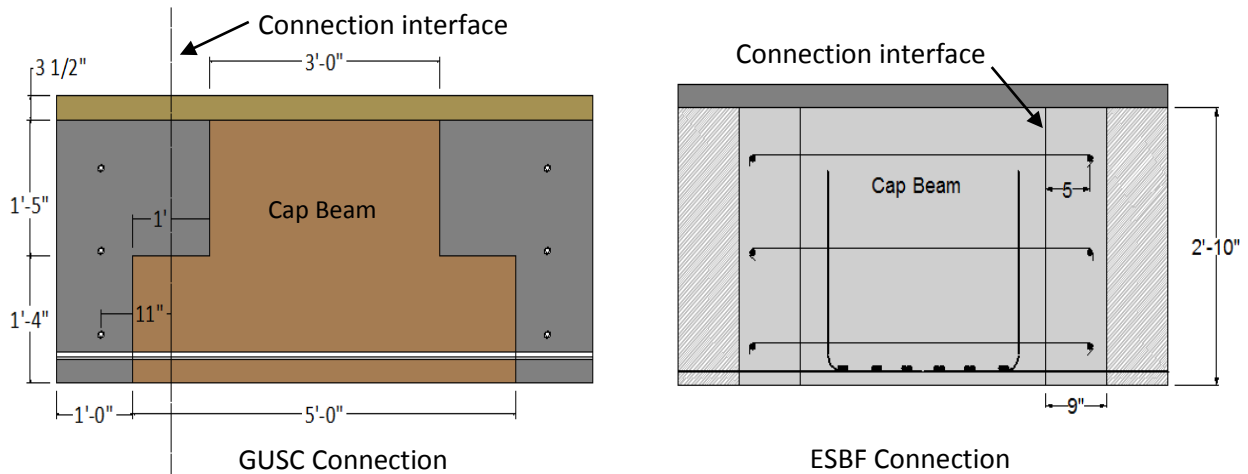 Connection interface
3'-0"
3 1/2"
1'-5"
1'
Cap Beam
1'-4"
11"
1'-0"
5'-0"
GUSC Connection
Connection interface
Cap Beam
5
2'-10"
9"
ESBF Connection